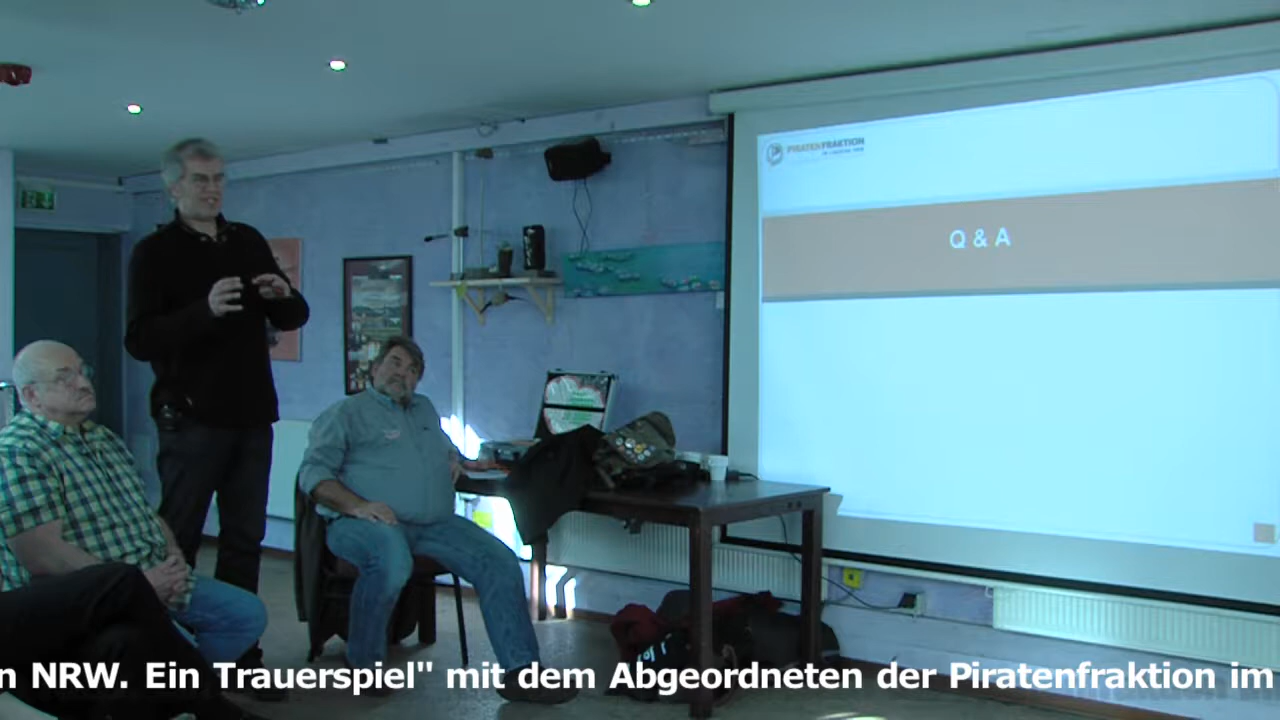 PIRATENFRAKTION
Q & A
n NRW. Ein Trauerspiel" mit dem Abgeordneten der Piratenfraktion im